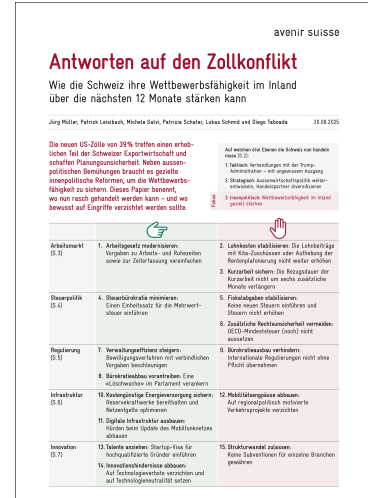 avenir suisse
Antworten auf den Zollkonflikt
Wie die Schweiz ihre Wettbewerbsfähigkeit im Inland
über die nächsten 12 Monate stärken kann
Jürg Müller, Patrick Leisibach, Michele Salvi, Patricia Schafer, Lukas Schmid und Diego Taboada
20.08.2025
Die neuen US-Zölle von 39 % treffen einen erheb-
lichen Teil der Schweizer Exportwirtschaft und
schaffen Planungsunsicherheit. Neben aussen-
politischen Bemühungen braucht es gezielte
innenpolitische Reformen, um die Wettbewerbs-
fähigkeit zu sichern. Dieses Papier benennt,
wo nun rasch gehandelt werden kann – und wo
bewusst auf Eingriffe verzichtet werden sollte.
Auf welchen drei Ebenen die Schweiz nun handeln
muss (S.2):
1. Taktisch: Verhandlungen mit der Trump-
Administration – mit ungewissem Ausgang
2. Strategisch: Aussenwirtschaftspolitik weiter-
entwickeln, Handelspartner diversifizieren
Fokus
3. Innenpolitisch: Wettbewerbsfähigkeit im Inland
gezielt stärken
Arbeitsmarkt
(S.3)
1. Arbeitsgesetz modernisieren:
Vorgaben zu Arbeits- und Ruhezeiten
sowie zur Zeiterfassung vereinfachen
2. Lohnkosten stabilisieren: Die Lohnbeiträge
mit Kita-Zuschüssen oder Aufhebung der
Rentenplafonierung nicht weiter erhöhen
3. Kurzarbeit sichern: Die Bezugsdauer der
Kurzarbeit nicht um sechs zusätzliche
Monate verlängern
Steuerpolitik
(S.4)
4. Steuerbürokratie minimieren:
Einen Einheitssatz für die Mehrwert-
steuer einführen
5. Fiskalabgaben stabilisieren:
Keine neuen Steuern einführen und
Steuern nicht erhöhen
6. Zusätzliche Rechtsunsicherheit vermeiden:
OECD-Mindeststeuer (noch) nicht
aussetzen
Regulierung
(S.5)
7. Verwaltungseffizienz steigern:
Bewilligungsverfahren mit verbindlichen
Vorgaben beschleunigen
8. Bürokratieabbau vorantreiben: Eine
«Löschwoche» im Parlament verankern
9. Bürokratieausbau verhindern:
Internationale Regulierungen nicht ohne
Pflicht übernehmen
Infrastruktur
(S.6)
10. Kostengünstige Energieversorgung sichern:
Reservekraftwerke bereithalten und
Netzentgelte optimieren
11. Digitale Infrastruktur ausbauen:
Hürden beim Update des Mobilfunknetzes
abbauen
12. Mobilitätsengpässe abbauen:
Auf regionalpolitisch motivierte
Verkehrsprojekte verzichten
Innovation
(S.7)
13. Talente anziehen: Startup-Visa für
hochqualifizierte Gründer einführen
14. Innovationshindernisse abbauen:
Auf Technologieverbote verzichten und
auf Technologieneutralität setzen
15. Strukturwandel zulassen:
Keine Subventionen für einzelne Branchen
gewähren